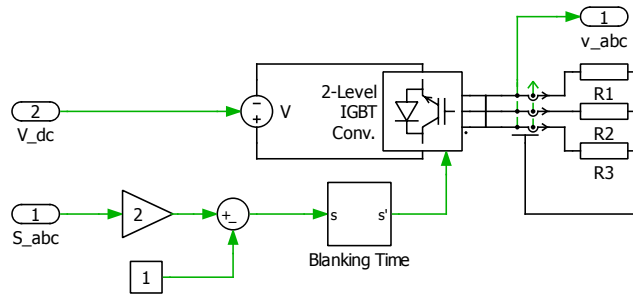 1
v_abc
2
V_dc
V
2-Level
IGBT
Conv.
R1
R2
R3
1
S_abc
2
1
s
s'
Blanking Time